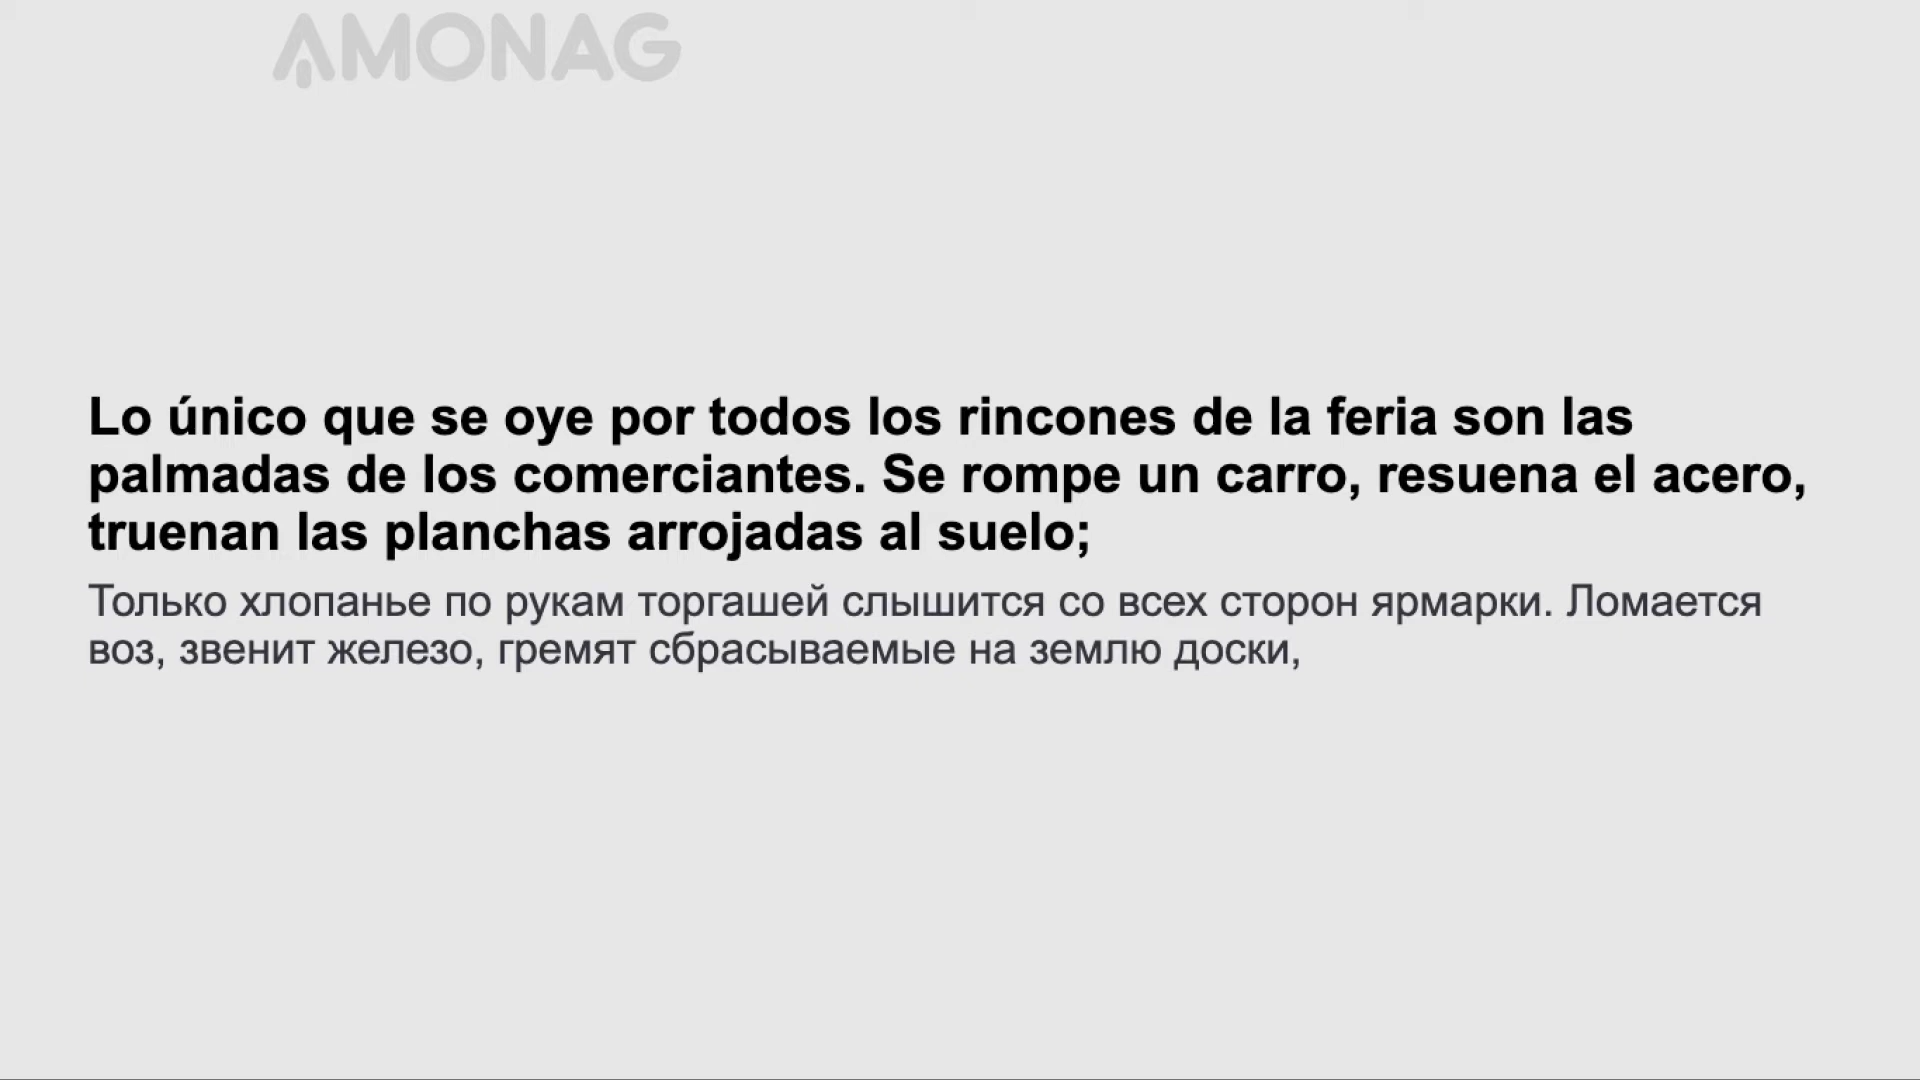 AMONAG
Lo único que se oye por todos los rincones de la feria son las
palmadas de los comerciantes. Se rompe un carro, resuena el acero,
truenan las planchas arrojadas al suelo;
Только хлопанье по рукам торгашей слышится со всех сторон ярмарки. Ломается
воз, звенит железо, гремят сбрасываемые на землю доски,